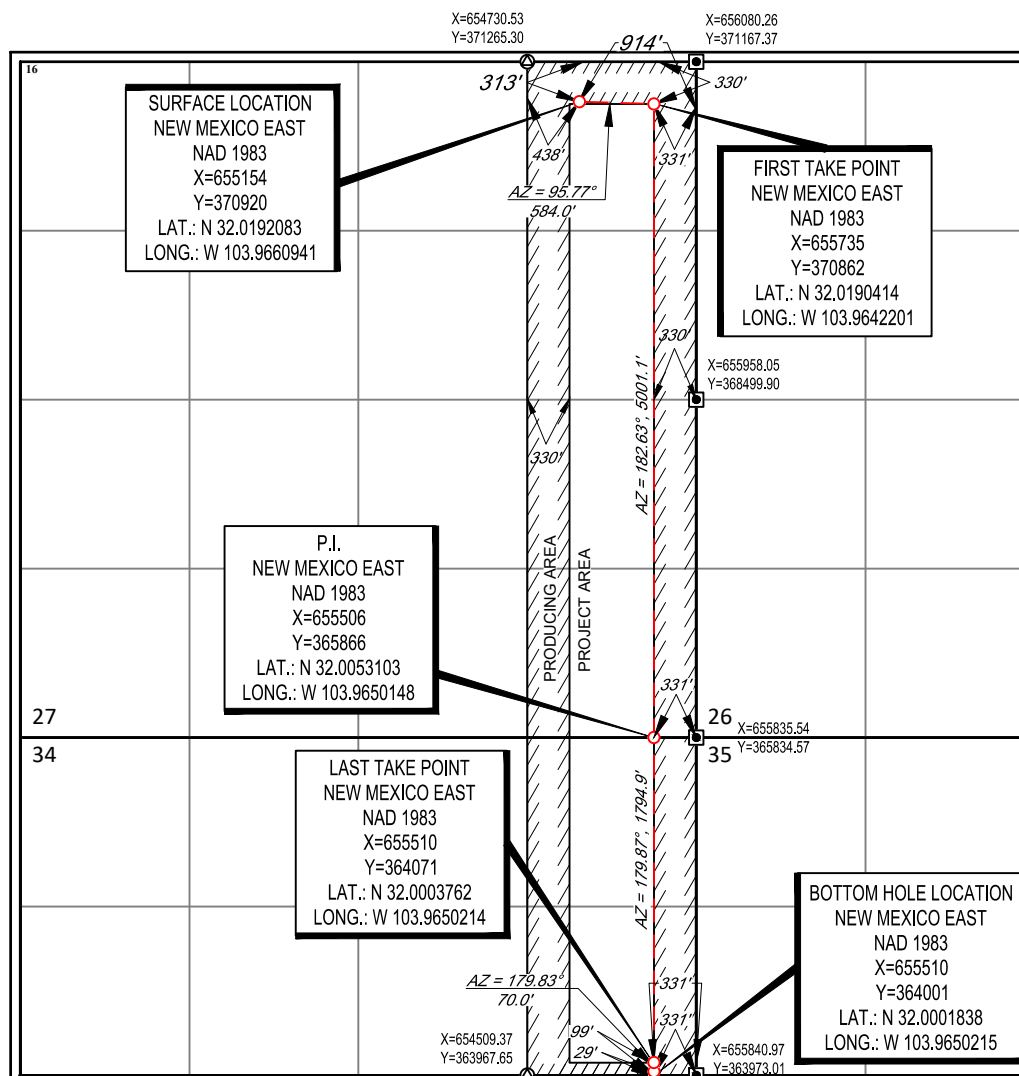 X=654730.53
Y=371265.30
X=656080.26
Y=371167.37
16
914'
313'
330'
SURFACE LOCATION
NEW MEXICO EAST
NAD 1983
X=655154
Y=370920
LAT.: N 32.0192083
LONG.: W 103.9660941
438'
331'
AZ = 95.77°
584.0'
FIRST TAKE POINT
NEW MEXICO EAST
NAD 1983
X=655735
Y=370862
LAT.: N 32.0190414
LONG.: W 103.9642201
330'
X=655958.05
Y=368499.90
AZ = 182.63°, 5001.1'
330'
P.I.
NEW MEXICO EAST
NAD 1983
X=655506
Y=365866
LAT.: N 32.0053103
LONG.: W 103.9650148
PRODUCING AREA
PROJECT AREA
331'
27
26
X=655835.54
Y=365834.57
34
35
LAST TAKE POINT
NEW MEXICO EAST
NAD 1983
X=655510
Y=364071
LAT.: N 32.0003762
LONG.: W 103.9650214
AZ = 179.87°, 1794.9'
BOTTOM HOLE LOCATION
NEW MEXICO EAST
NAD 1983
X=655510
Y=364001
LAT.: N 32.0001838
LONG.: W 103.9650215
AZ = 179.83°
70.0'
331'
331'
99'
29'
X=654509.37
Y=363967.65
X=655840.97
Y=363973.01